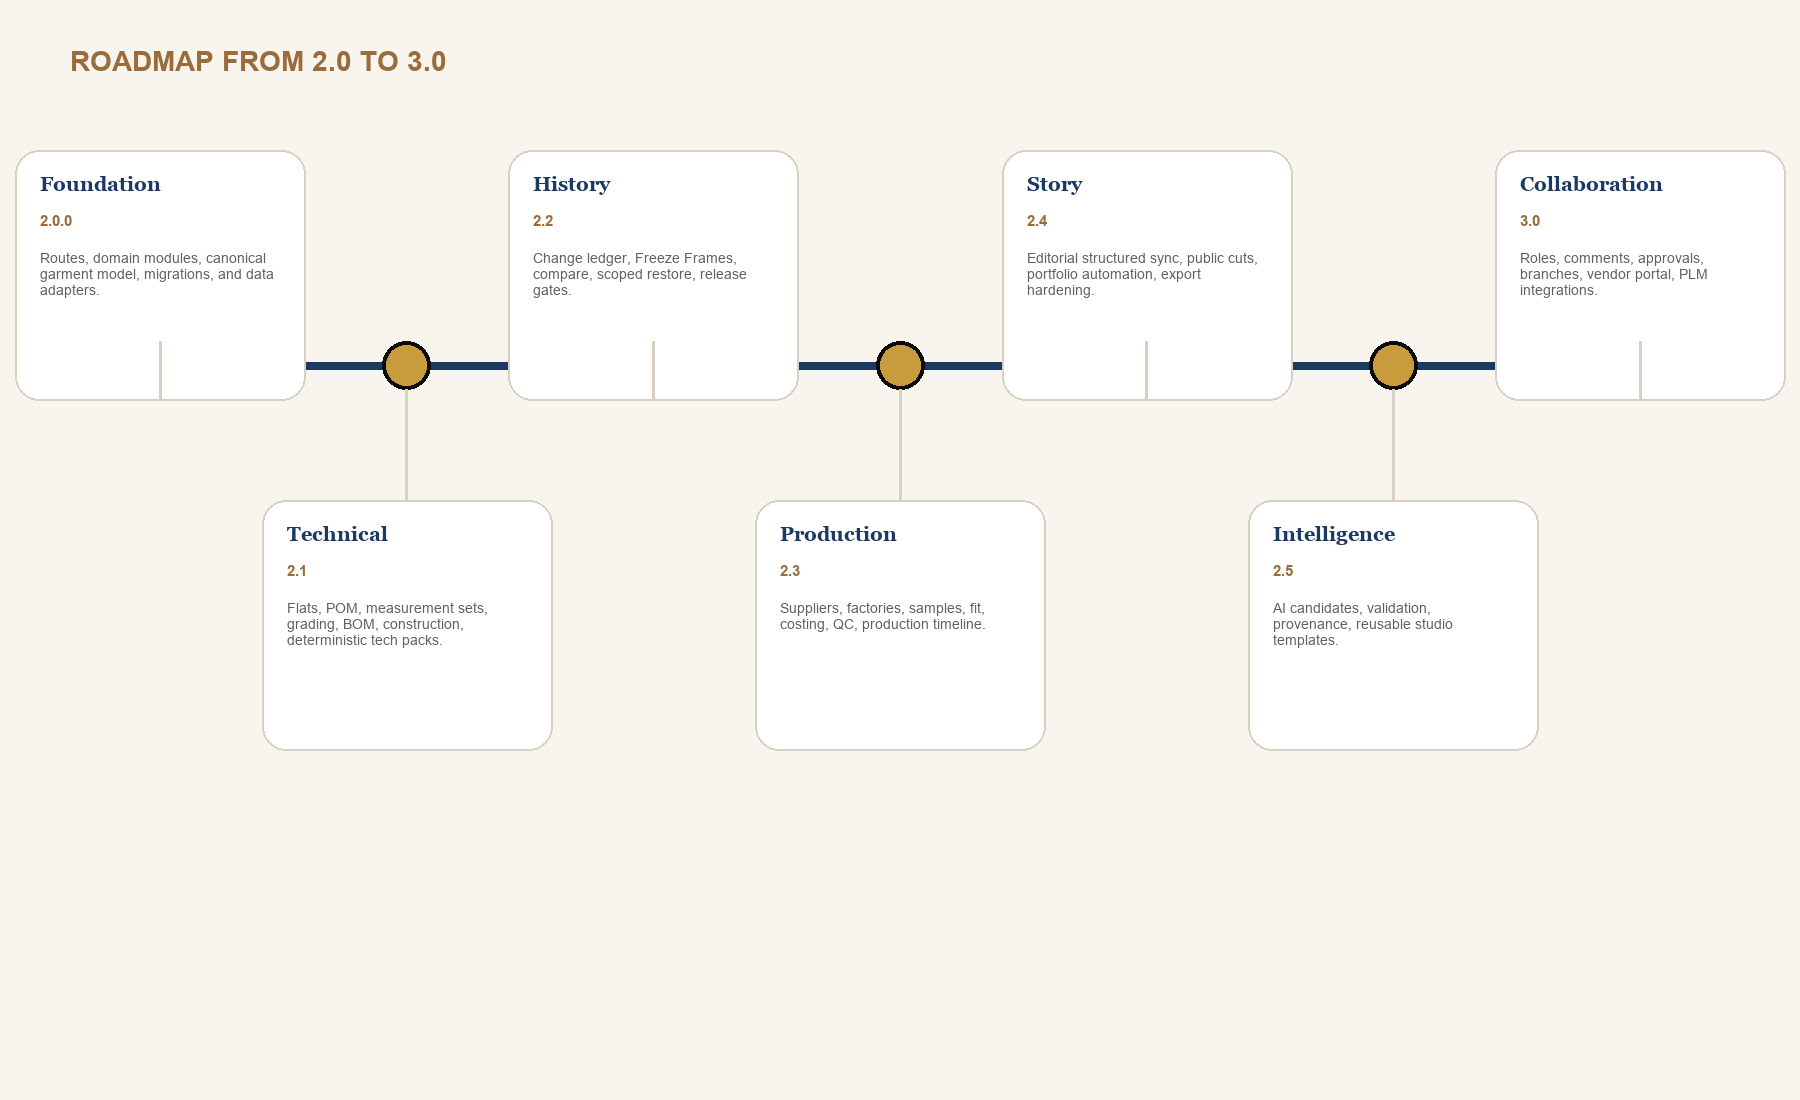 ROADMAP FROM 2.0 TO 3.0
Foundation
2.0.0
Routes, domain modules, canonical
garment model, migrations, and data
adapters.
History
2.2
Change ledger, Freeze Frames,
compare, scoped restore, release
gates.
Story
2.4
Editorial structured sync, public cuts,
portfolio automation, export
hardening.
Collaboration
3.0
Roles, comments, approvals,
branches, vendor portal, PLM
integrations.
Technical
2.1
Flats, POM, measurement sets,
grading, BOM, construction,
deterministic tech packs.
Production
2.3
Suppliers, factories, samples, fit,
costing, QC, production timeline.
Intelligence
2.5
AI candidates, validation,
provenance, reusable studio
templates.